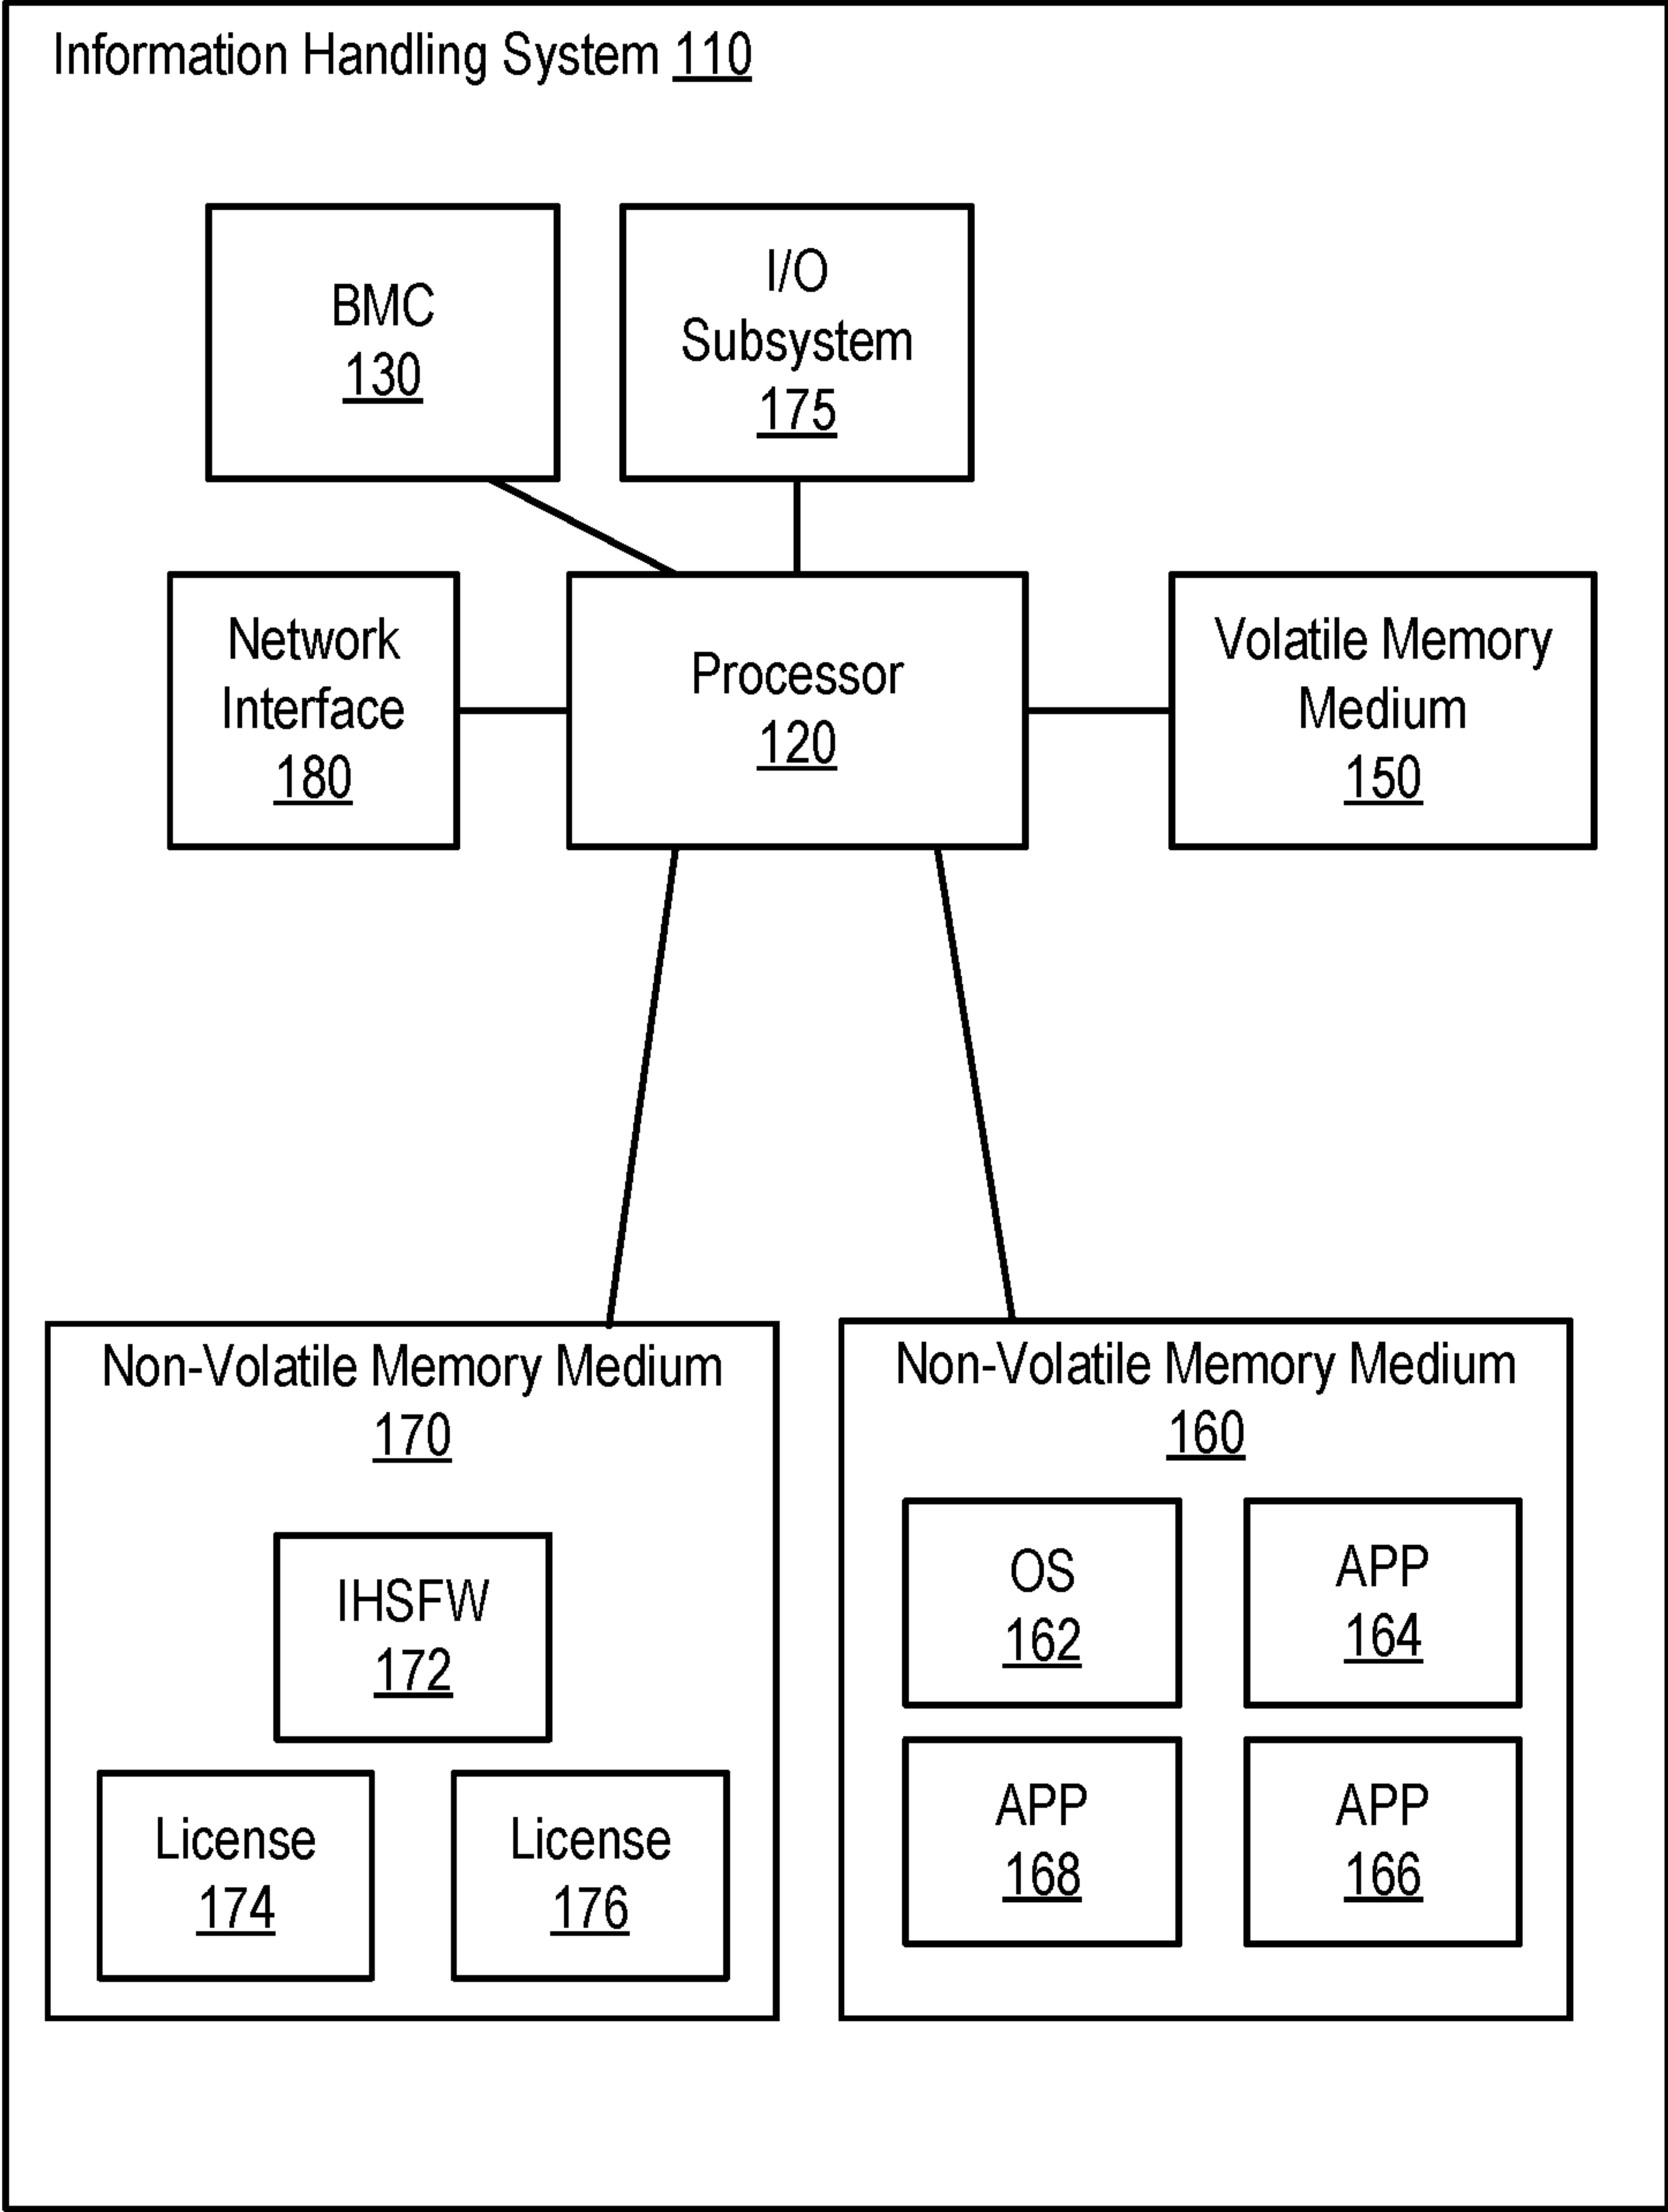 Information Handling System 110
BMC
130
I/O
Subsystem
175
Network
Interface
180
Processor
120
Volatile Memory
Medium
150
Non-Volatile Memory Medium
170
IHSFW
172
License
174
License
176
Non-Volatile Memory Medium
160
OS
162
APP
164
APP
168
APP
166